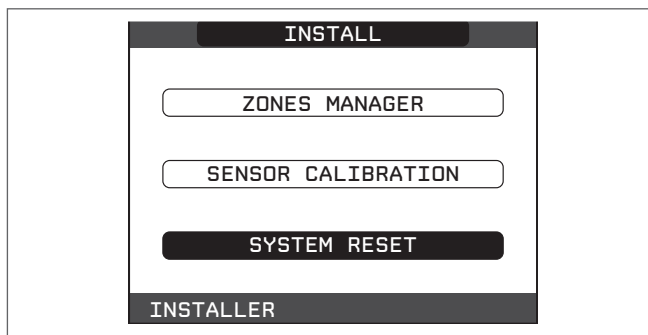 INSTALL
ZONES MANAGER
SENSOR CALIBRATION
SYSTEM RESET
INSTALLER